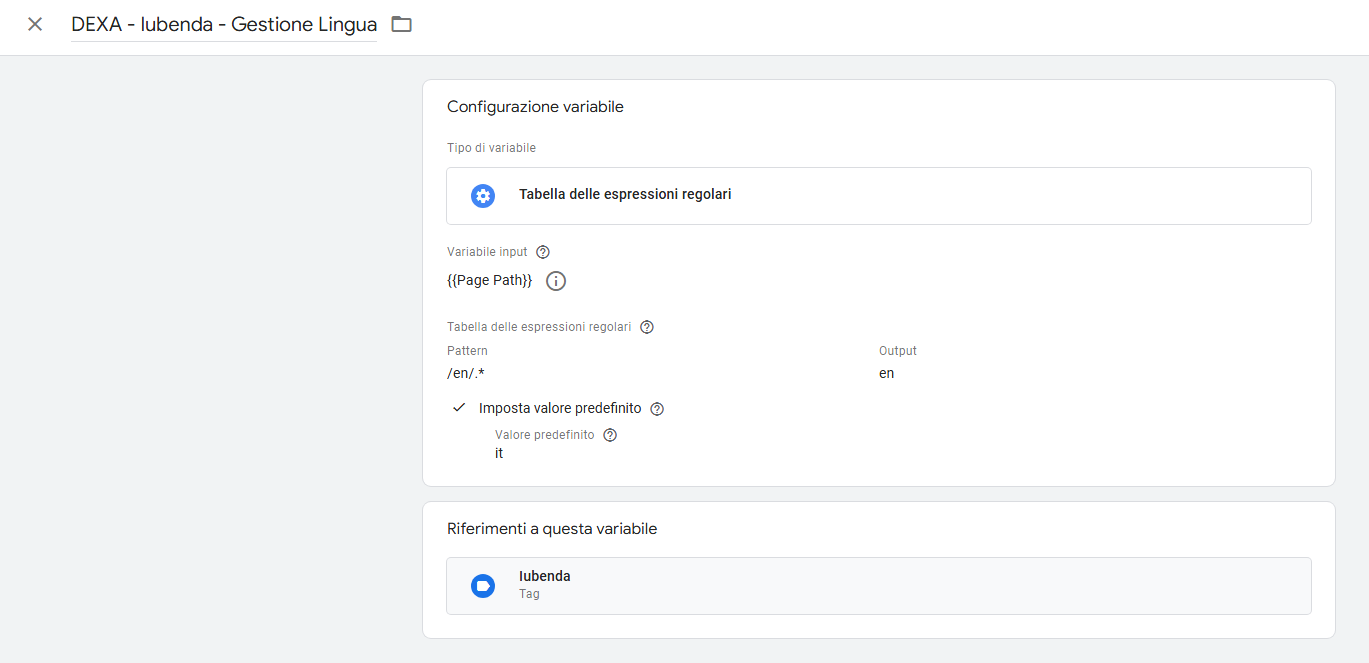 DEXA - Iubenda - Gestione Lingua
Configurazione variabile
Tipo di variabile
Tabella delle espressioni regolari
Variabile input
{{Page Path}}
Tabella delle espressioni regolari
Pattern Output
/en/.* en
Imposta valore predefinito
Valore predefinito
it
Riferimenti a questa variabile
Iubenda
Tag